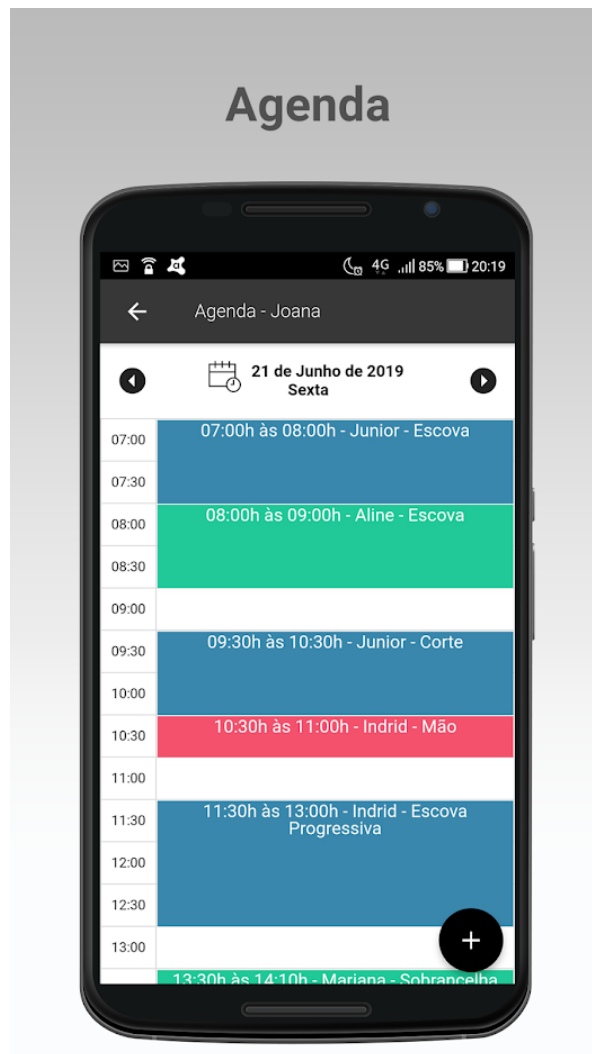 Agenda
4G 85% 20:19
Agenda - Joana
21 de Junho de 2019
Sexta
07:00
07:00h às 08:00h - Junior - Escova
07:30
08:00
08:00h às 09:00h - Aline - Escova
08:30
09:00
09:30
09:30h às 10:30h - Junior - Corte
10:00
10:30
10:30h às 11:00h - Indrid - Mão
11:00
11:30
11:30h às 13:00h - Indrid - Escova
Progressiva
12:00
12:30
13:00
+
13:30h às 14:10h - Mariana - Sobrancelha